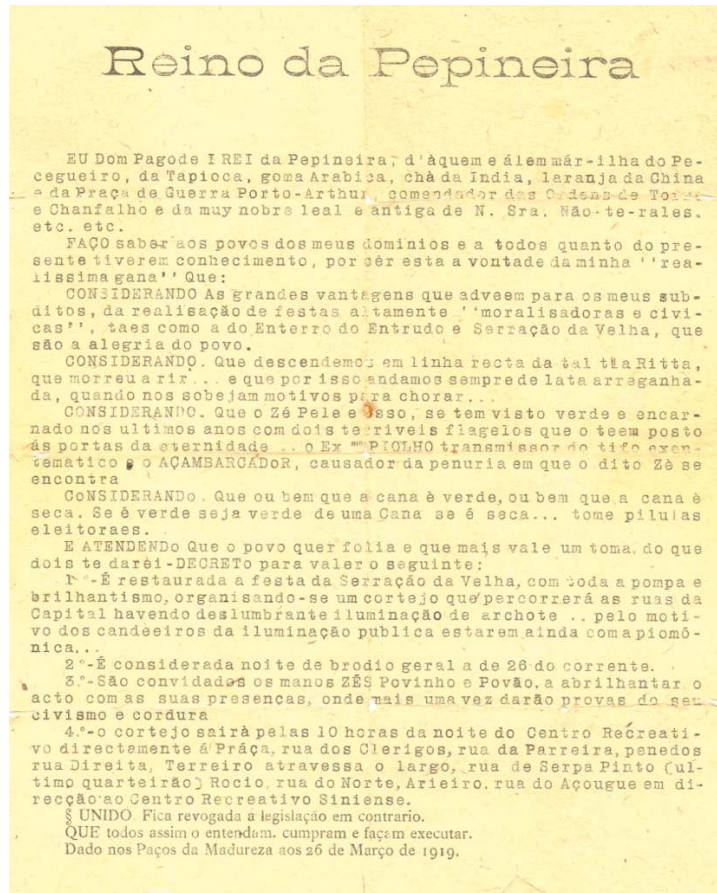 Reino da Pepineira
EU Dom Pagode I REI da Pepineira, d'àquem e álem már-ilha do Pe-
cegueiro, da Tapioca, goma Arabica, chà da India, laranja da China
e da Praça de Guerra Porto-Arthur, comendador das Ordens de
e Chanfalho e da muy nobre leal e antiga de N. Sra. Não-te-rales.
etc. etc.
FAÇO saber aos povos dos meus dominios e a todos quanto do pre-
sente tiverem conhecimento, por sêr esta a vontade da minha ''rea-
lissima gana'' Que:
CONSIDERANDO As grandes vantagens que adveem para os meus sub-
ditos, da realisação de festas altamente ''moralisadoras e civi-
cas'', taes como a do Enterro do Entrudo e Serração da Velha, que
são a alegria do povo.
CONSIDERANDO. Que descendemos em linha recta da tal tia Ritta,
que morreu a rir... e que por isso andamos sempre de lata arreganha-
da, quando nos sobejam motivos para chorar...
CONSIDERANDO. Que o Zé Pele e Osso, se tem visto verde e encar-
nado nos ultimos anos com dois terriveis flagelos que o teem posto
ás portas da eternidade .. o Ex mo PIOLHO transmissor do tifo exen-
tematico e o AÇAMBARCADoR, causador da penuria em que o dito Zè se
encontra
CoNSIDERANDo. Que ou bem que a cana è verde, ou bem que a cana è
seca. Se é verde seja verde de uma Cana se é seca... tome pilulas
eleitoraes.
E ATENDENDo Que o povo quer folia e que mais vale um toma, do que
dois te darèi-DECRETo para valer o seguinte:
1º-É restaurada a festa da Serração da Velha, com toda a pompa e
brilhantismo, organisando-se um cortejo que percorrerá as ruas da
Capital havendo deslumbrante iluminação de archote .. pelo moti-
vo dos candeeiros da iluminação publica estarem ainda com a piomó-
nica...
2º-É considerada noite de brodio geral a de 26 do corrente.
3.º-São convidados os manos ZÉS Povinho e Povão, a abrilhantar o
acto com as suas presencas, onde mais uma vez darão provas do seu
civismo e cordura
4.º-o cortejo sairà pelas 10 horas da noite do Centro Recreati-
vo directamente á Práça, rua dos Clerigos, rua da Parreira, penedos
rua Direita, Terreiro atravessa o largo, rua de Serpa Pinto (ul-
timo quarteirão) Rocio, rua do Norte, Arieiro, rua do Açougue em di-
recção ao Centro Recreativo Siniense.
§ UNIDO Fica revogada a legislação em contrario.
QUE todos assim o entendam. cumpram e façam executar.
Dado nos Paços da Madureza aos 26 de Março de 1919.